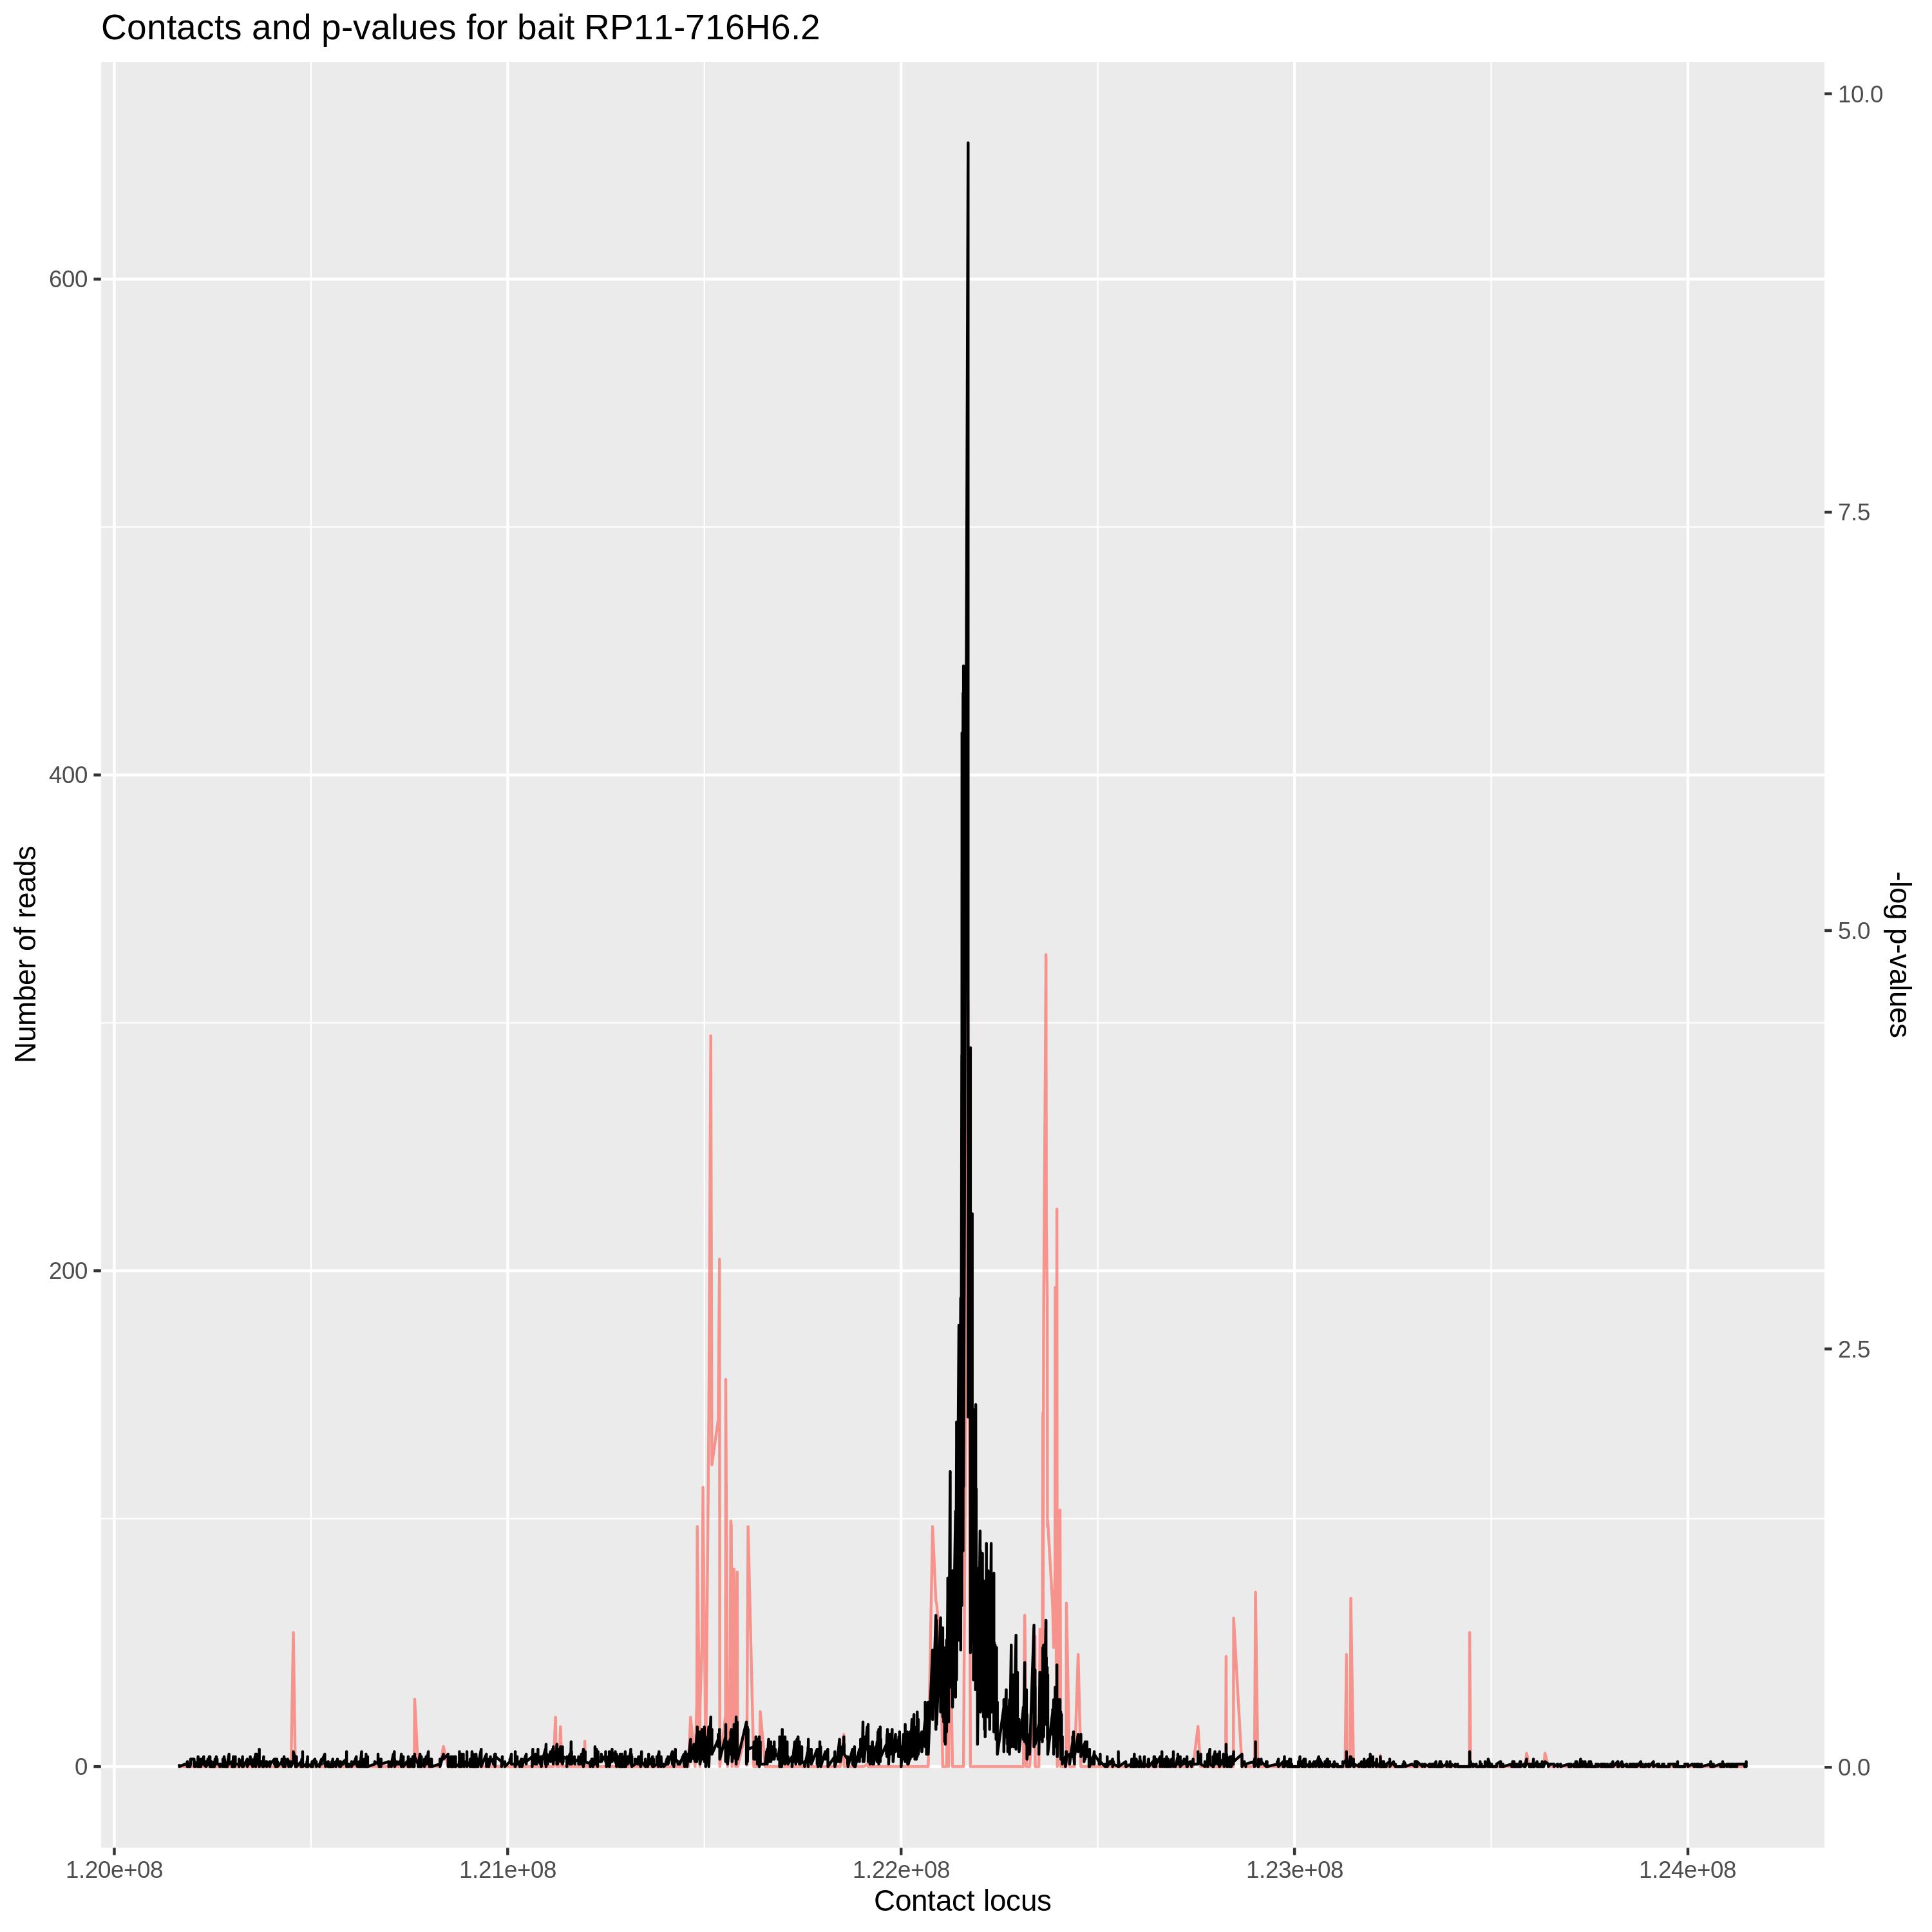 Contacts and p-values for bait RP11-716H6.2
10.0
600
7.5
400
5.0
Number of reads
-log p-values
200
2.5
0
0.0
1.20e+08
1.21e+08
1.22e+08
1.23e+08
1.24e+08
Contact locus